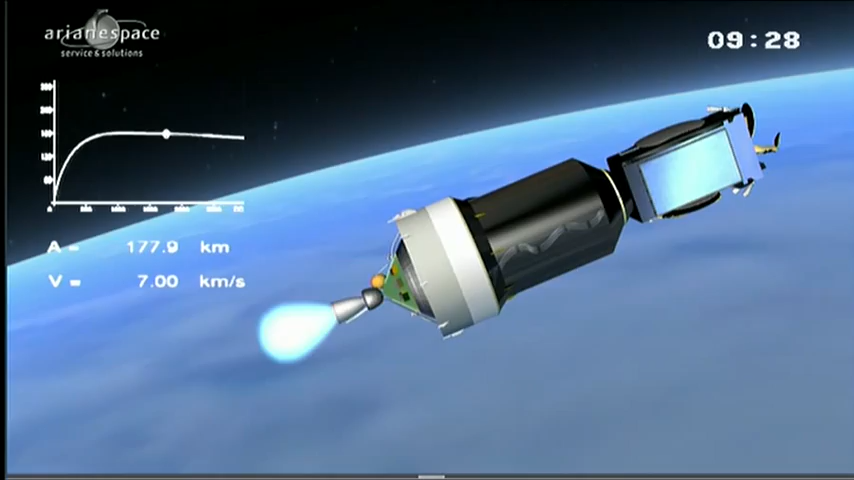 arianespace
service & solutions
09:28
A = 177.9 km
V = 7.00 km/s